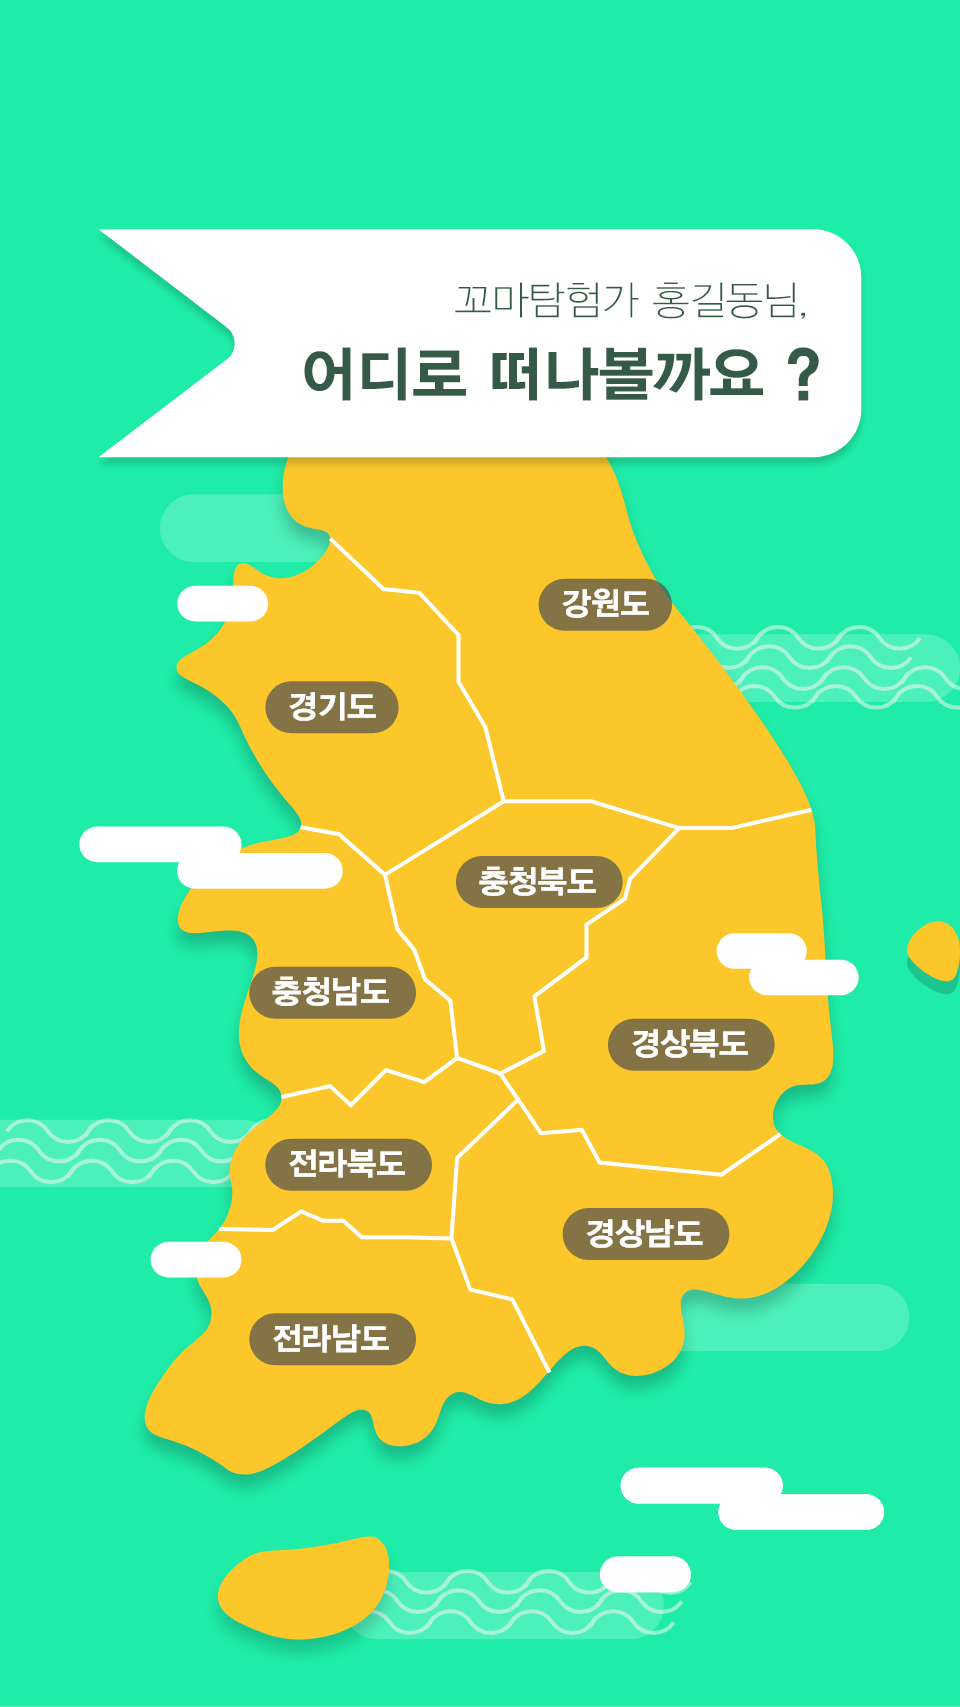 꼬마탐험가 홍길동님,
어디로 떠나볼까요 ?
강원도
경기도
충청북도
충청남도
경상북도
전라북도
경상남도
전라남도